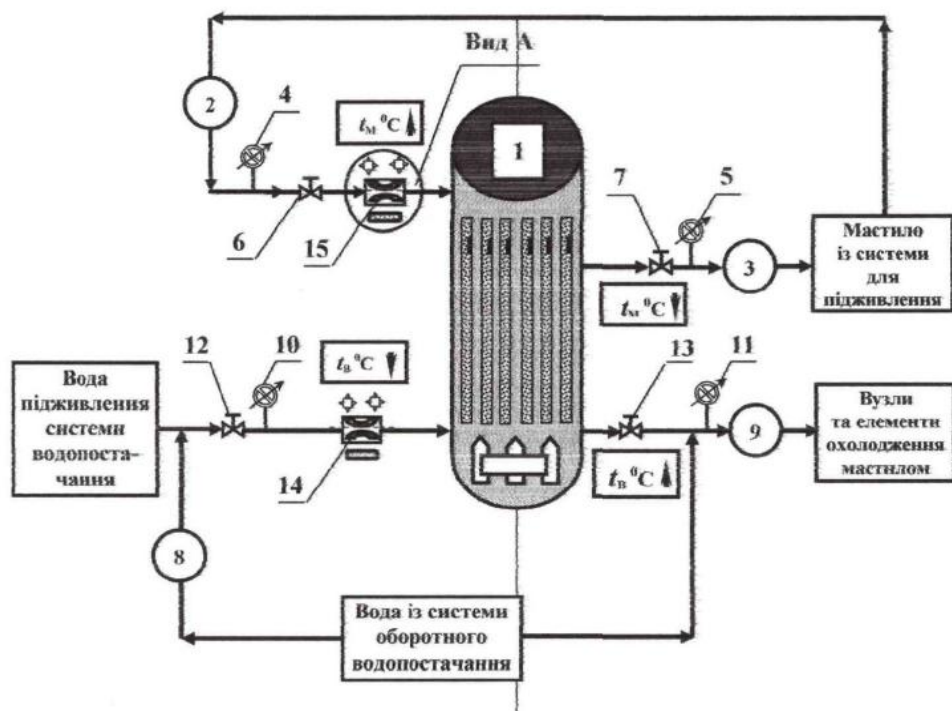 Вид А
2
4
tм °C
1
6
15
7
5
3
tм °C
Мастило
із системи
для
підживлення
12
10
tв °C
13
11
Вода
підживлення
системи
водопоста-
чання
14
9
tв °C
Вузли
та елементи
охолодження
мастилом
8
Вода із системи
оборотного
водопостачання